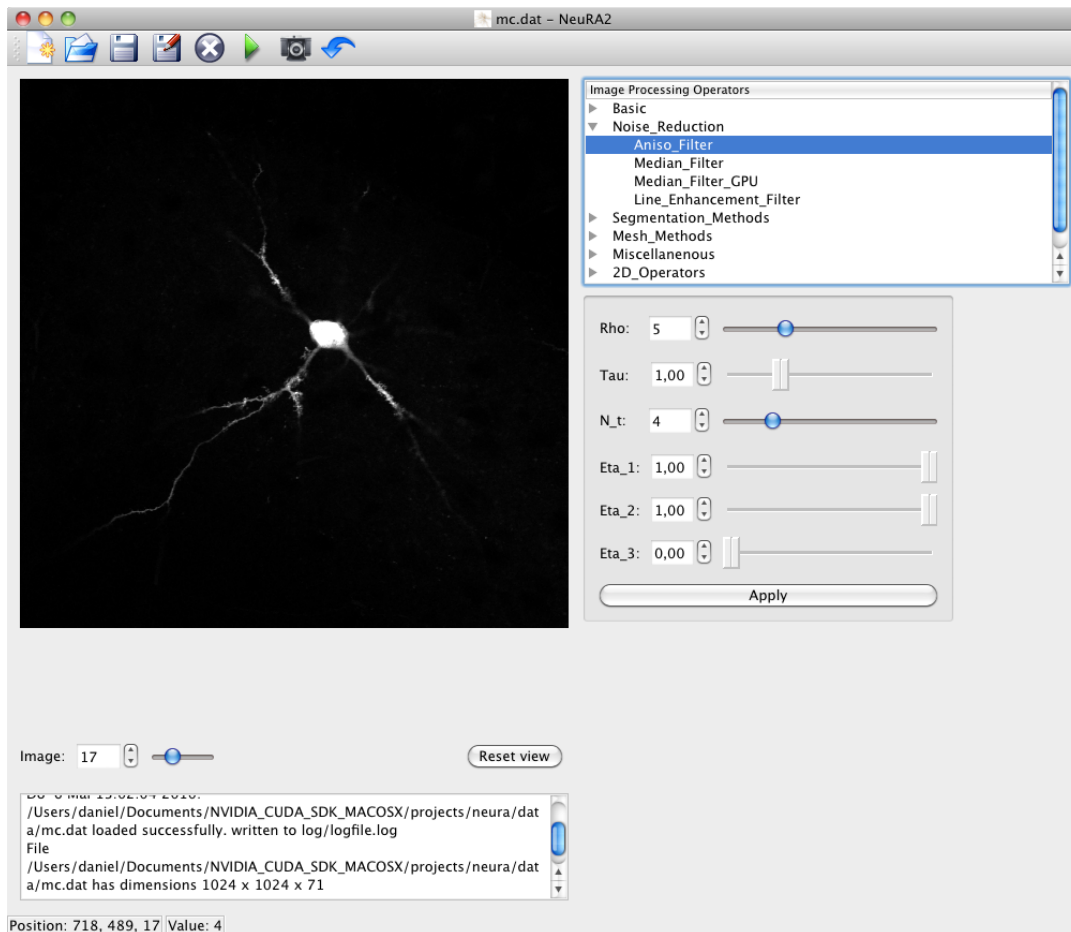 mc.dat – NeuRA2
Image Processing Operators
Basic
Noise_Reduction
Aniso_Filter
Median_Filter
Median_Filter_GPU
Line_Enhancement_Filter
Segmentation_Methods
Mesh_Methods
Miscellanenous
2D_Operators
Rho: 5
Tau: 1,00
N_t: 4
Eta_1: 1,00
Eta_2: 1,00
Eta_3: 0,00
Apply
Image: 17
Reset view
/Users/daniel/Documents/NVIDIA_CUDA_SDK_MACOSX/projects/neura/dat
a/mc.dat loaded successfully. written to log/logfile.log
File
/Users/daniel/Documents/NVIDIA_CUDA_SDK_MACOSX/projects/neura/dat
a/mc.dat has dimensions 1024 x 1024 x 71
Position: 718, 489, 17 Value: 4